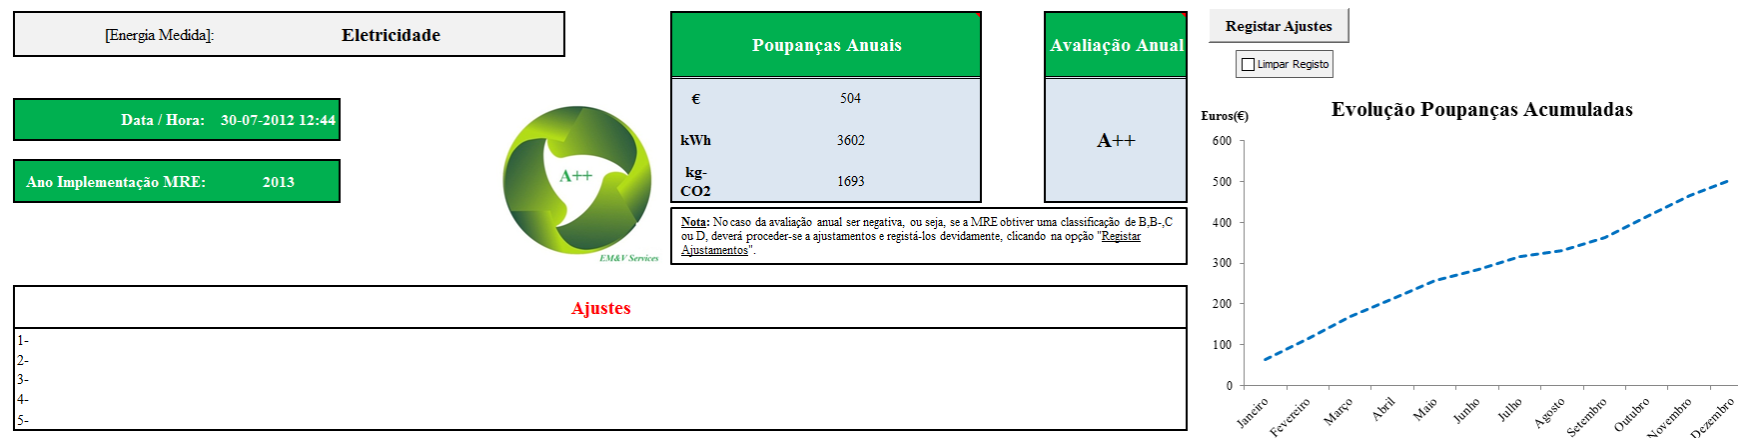 [Energia Medida]: Eletricidade
Data / Hora: 30-07-2012 12:44
Ano Implementação MRE: 2013
A++
EM&V Services
Poupanças Anuais
€ 504
kWh 3602
kg-
CO2 1693
Avaliação Anual
A++
Nota: No caso da avaliação anual ser negativa, ou seja, se a MRE obtiver uma classificação de B,B-,C
ou D, deverá proceder-se a ajustamentos e registá-los devidamente, clicando na opção "Registar
Ajustamentos".
Registar Ajustes
Limpar Registo
Ajustes
1-
2-
3-
4-
5-
Evolução Poupanças Acumuladas
Euros(€)
600
500
400
300
200
100
0
Janeiro
Fevereiro
Março
Abril
Maio
Junho
Julho
Agosto
Setembro
Outubro
Novembro
Dezembro